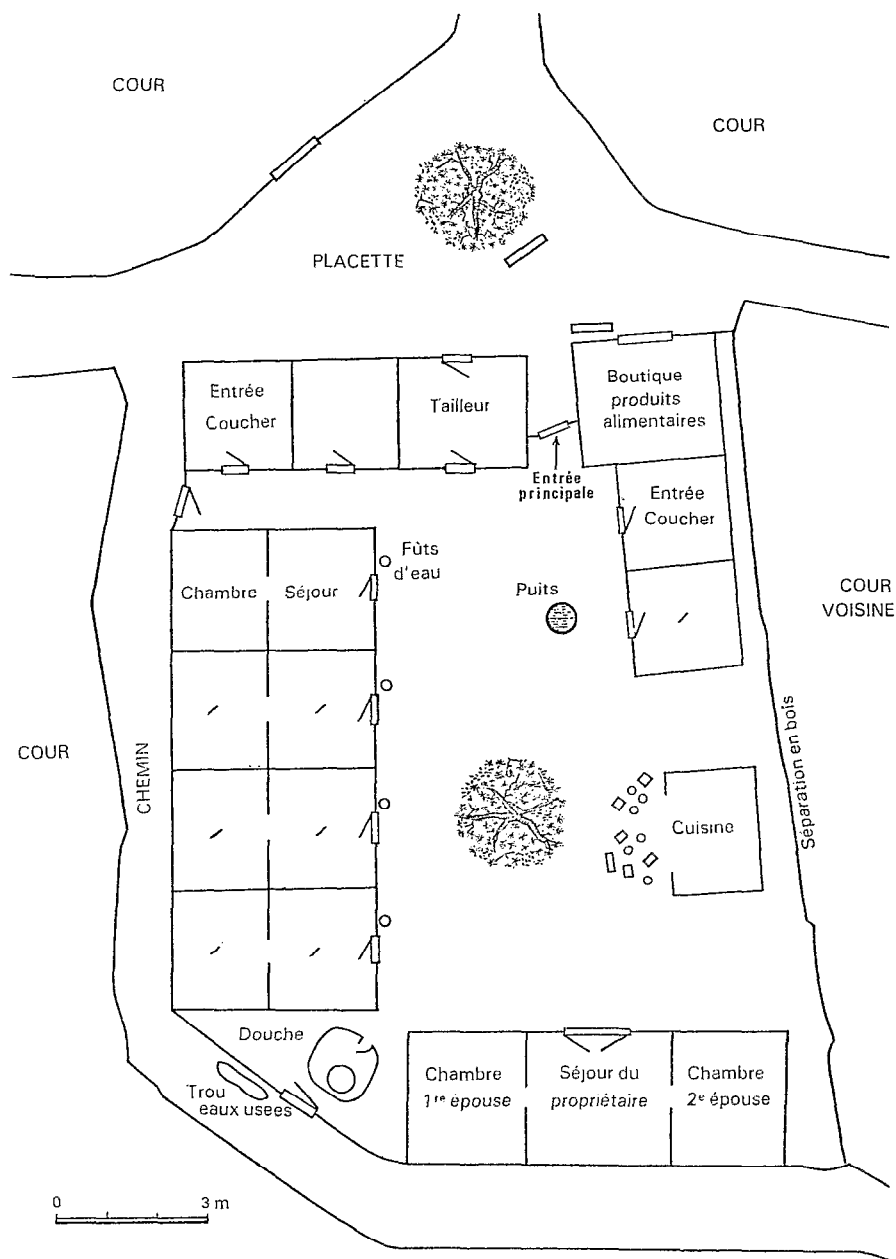 COUR
COUR
PLACETTE
Entrée
Coucher
Tailleur
Boutique
produits
alimentaires
Entrée
principale
Entrée
Coucher
Fûts
d'eau
Chambre
Séjour
Puits
COUR
VOISINE
COUR
CHEMIN
Séparation en bois
Cuisine
Douche
Trou
eaux usees
Chambre
1re épouse
Séjour du
propriétaire
Chambre
2e épouse
0
3 m